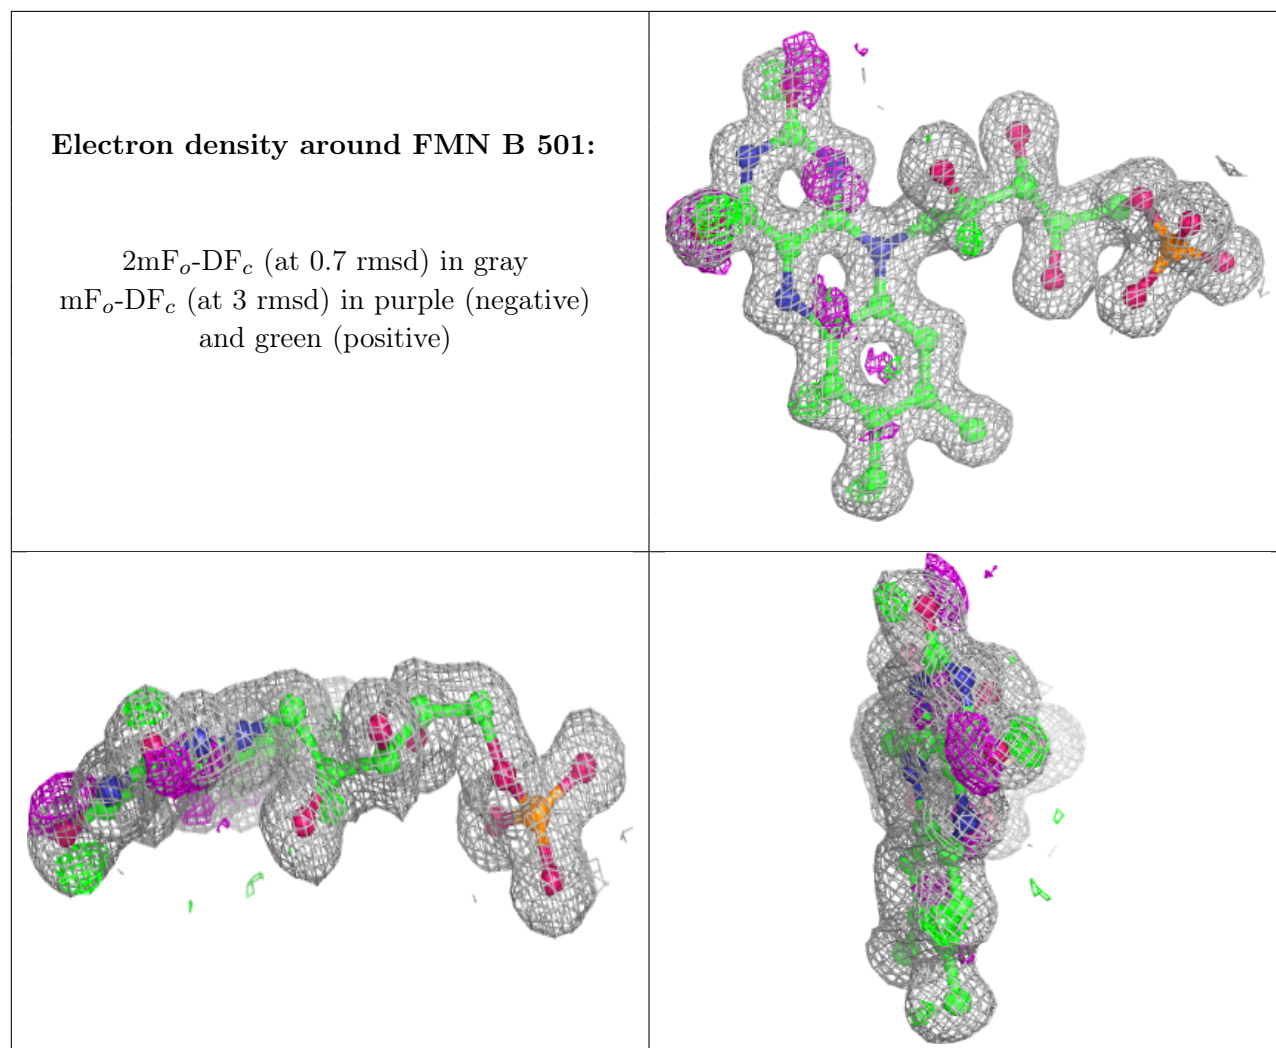 Electron density around FMN B 501:
2mFo-DFc (at 0.7 rmsd) in gray
mFo-DFc (at 3 rmsd) in purple (negative)
and green (positive)